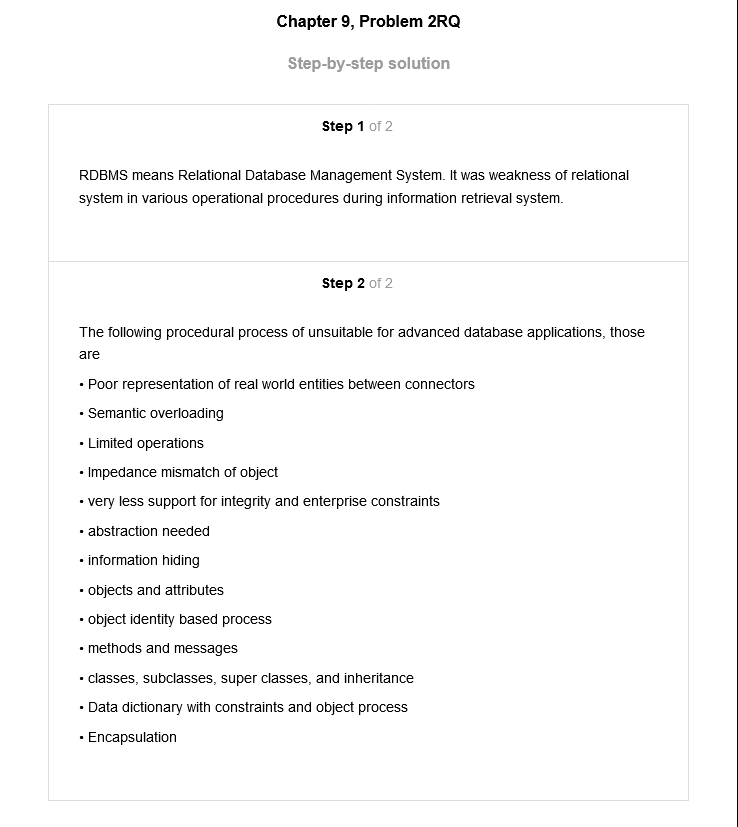 Chapter 9, Problem 2RQ
Step-by-step solution
Step 1 of 2
RDBMS means Relational Database Management System. It was weakness of relational
system in various operational procedures during information retrieval system.
Step 2 of 2
The following procedural process of unsuitable for advanced database applications, those
are
• Poor representation of real world entities between connectors
• Semantic overloading
• Limited operations
• Impedance mismatch of object
• very less support for integrity and enterprise constraints
• abstraction needed
• information hiding
• objects and attributes
• object identity based process
• methods and messages
• classes, subclasses, super classes, and inheritance
• Data dictionary with constraints and object process
• Encapsulation